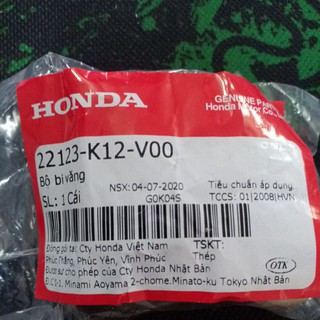 HONDA
GENUINE PARTS
Honda Motor Co.,
22123-K12-V00
Bộ bi văng
SL: 1 Cái
NSX: 04-07-2020
G0K04S
Tiêu chuẩn áp dụng
TCCS: 01|2008|HVN
Đóng gói tại: Cty Honda Việt Nam
Phúc Thắng, Phúc Yên, Vĩnh Phúc
TSKT:
Thép
Được sự cho phép của Cty Honda Nhật Bản
Đ/C: 1-1, Minami Aoyama 2-chome, Minato-ku Tokyo Nhật Bản
OTK